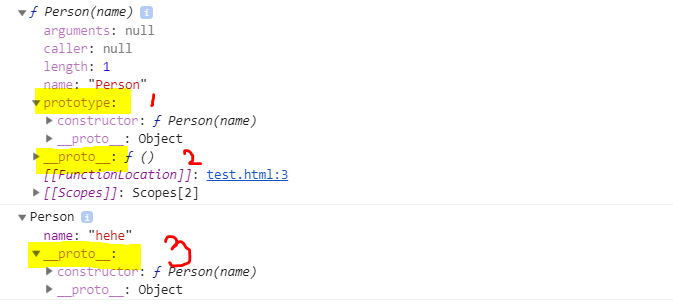 ▼ƒ Person(name) i
arguments: null
caller: null
length: 1
name: "Person"
▼prototype: 1
▶constructor: ƒ Person(name)
▶__proto__: Object
▶__proto__: ƒ () 2
[[FunctionLocation]]: test.html:3
▶[[Scopes]]: Scopes[2]
▼Person i
name: "hehe"
▼__proto__: 3
▶constructor: ƒ Person(name)
▶__proto__: Object